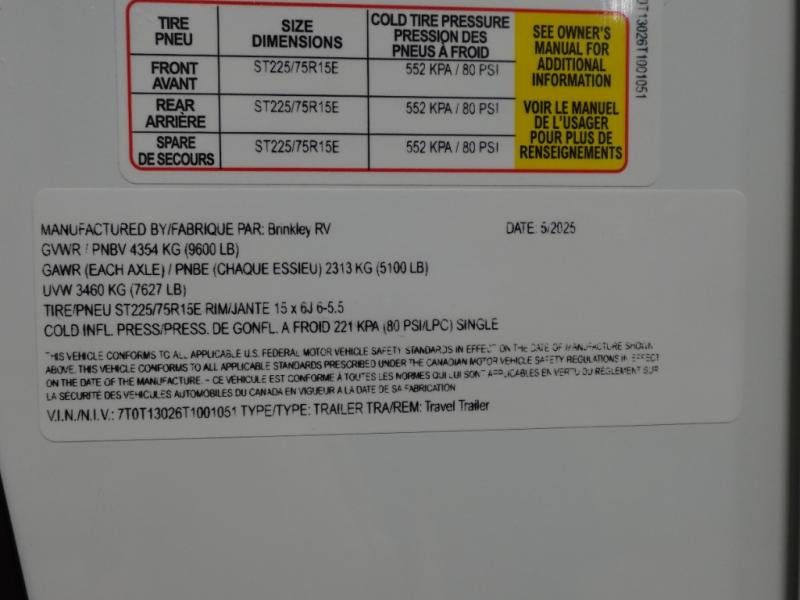 TIRE PNEU SIZE DIMENSIONS COLD TIRE PRESSURE PRESSION DES PNEUS À FROID
SEE OWNER'S MANUAL FOR ADDITIONAL INFORMATION
FRONT AVANT ST225/75R15E 552 KPA / 80 PSI
REAR ARRIÈRE ST225/75R15E 552 KPA / 80 PSI
VOIR LE MANUEL DE L'USAGER POUR PLUS DE RENSEIGNEMENTS
SPARE DE SECOURS ST225/75R15E 552 KPA / 80 PSI
0T13026T1001051
MANUFACTURED BY/FABRIQUE PAR: Brinkley RV DATE: 5/2025
GVWR / PNBV 4354 KG (9600 LB)
GAWR (EACH AXLE) / PNBE (CHAQUE ESSIEU) 2313 KG (5100 LB)
UVW 3460 KG (7627 LB)
TIRE/PNEU ST225/75R15E RIM/JANTE 15 x 6J 6-5.5
COLD INFL. PRESS/PRESS. DE GONFL. A FROID 221 KPA (80 PSI/LPC) SINGLE
THIS VEHICLE CONFORMS TO ALL APPLICABLE U.S. FEDERAL MOTOR VEHICLE SAFETY STANDARDS IN EFFECT ON THE DATE OF MANUFACTURE SHOWN
ABOVE. THIS VEHICLE CONFORMS TO ALL APPLICABLE STANDARDS PRESCRIBED UNDER THE CANADIAN MOTOR VEHICLE SAFETY REGULATIONS IN EFFECT
ON THE DATE OF THE MANUFACTURE. - CE VEHICULE EST CONFORME À TOUTES LES NORMES QUI LUI SONT APPLICABLES EN VERTU DU RÈGLEMENT SUR
LA SÉCURITÉ DES VEHICULES AUTOMOBILES DU CANADA EN VIGUEUR A LA DATE DE SA FABRICATION
V.I.N./N.I.V.: 7T0T13026T1001051 TYPE/TYPE: TRAILER TRA/REM: Travel Trailer